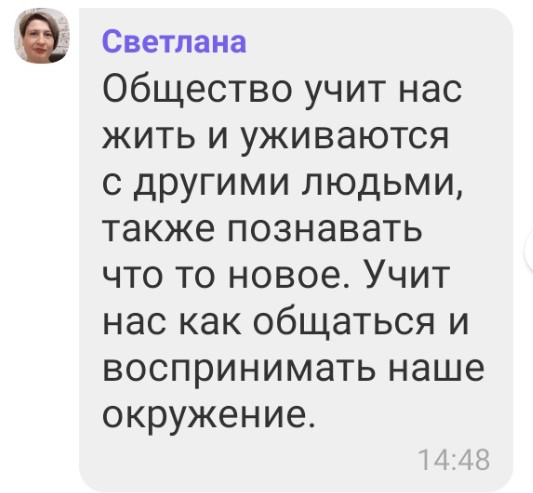 Светлана
Общество учит нас
жить и уживаются
с другими людьми,
также познавать
что то новое. Учит
нас как общаться и
воспринимать наше
окружение.
14:48